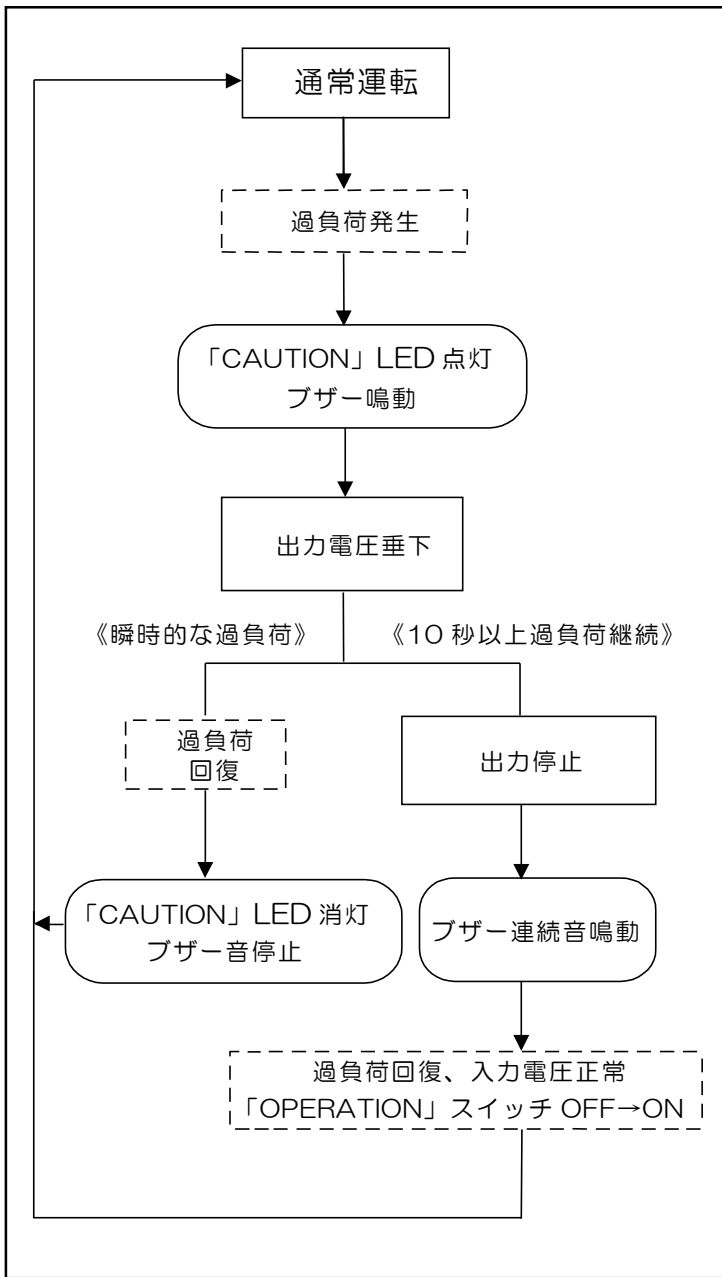 通常運転
過負荷発生
「CAUTION」LED 点灯
ブザー鳴動
出力電圧垂下
《瞬時的な過負荷》
《10 秒以上過負荷継続》
過負荷
回復
出力停止
「CAUTION」LED 消灯
ブザー音停止
ブザー連続音鳴動
過負荷回復、入力電圧正常
「OPERATION」スイッチ OFF→ON